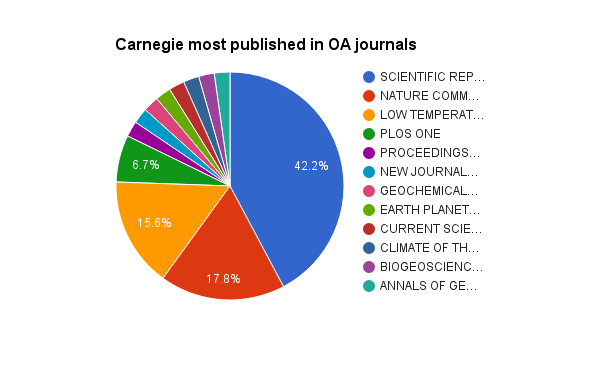 Carnegie most published in OA journals
SCIENTIFIC REP...
NATURE COMM...
LOW TEMPERAT...
PLOS ONE
PROCEEDINGS...
NEW JOURNAL...
GEOCHEMICAL...
EARTH PLANET...
CURRENT SCIE...
CLIMATE OF TH...
BIOGEOSCIENC...
ANNALS OF GE...
42.2%
6.7%
15.6%
17.8%